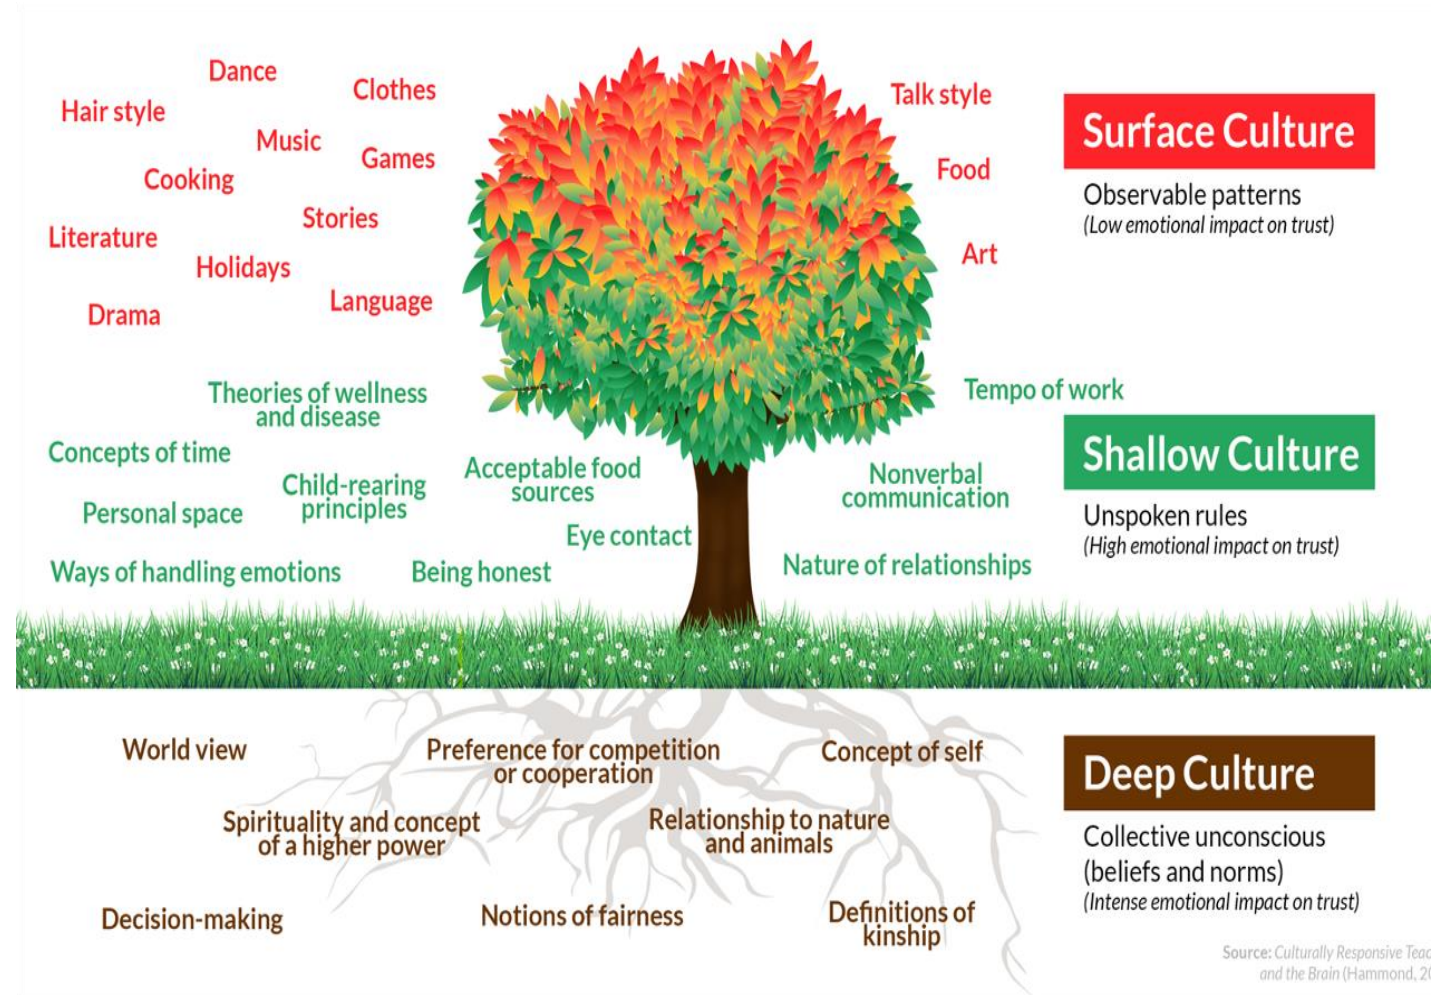 Dance
Clothes
Hair style
Music
Games
Cooking
Stories
Literature
Holidays
Language
Drama
Talk style
Food
Art
Surface Culture
Observable patterns
(Low emotional impact on trust)
Theories of wellness
and disease
Concepts of time
Child-rearing
principles
Personal space
Acceptable food
sources
Eye contact
Ways of handling emotions
Being honest
Tempo of work
Nonverbal
communication
Nature of relationships
Shallow Culture
Unspoken rules
(High emotional impact on trust)
World view
Preference for competition
or cooperation
Concept of self
Spirituality and concept
of a higher power
Relationship to nature
and animals
Decision-making
Notions of fairness
Definitions of
kinship
Deep Culture
Collective unconscious
(beliefs and norms)
(Intense emotional impact on trust)
Source: Culturally Responsive
and the Brain (Hammond,